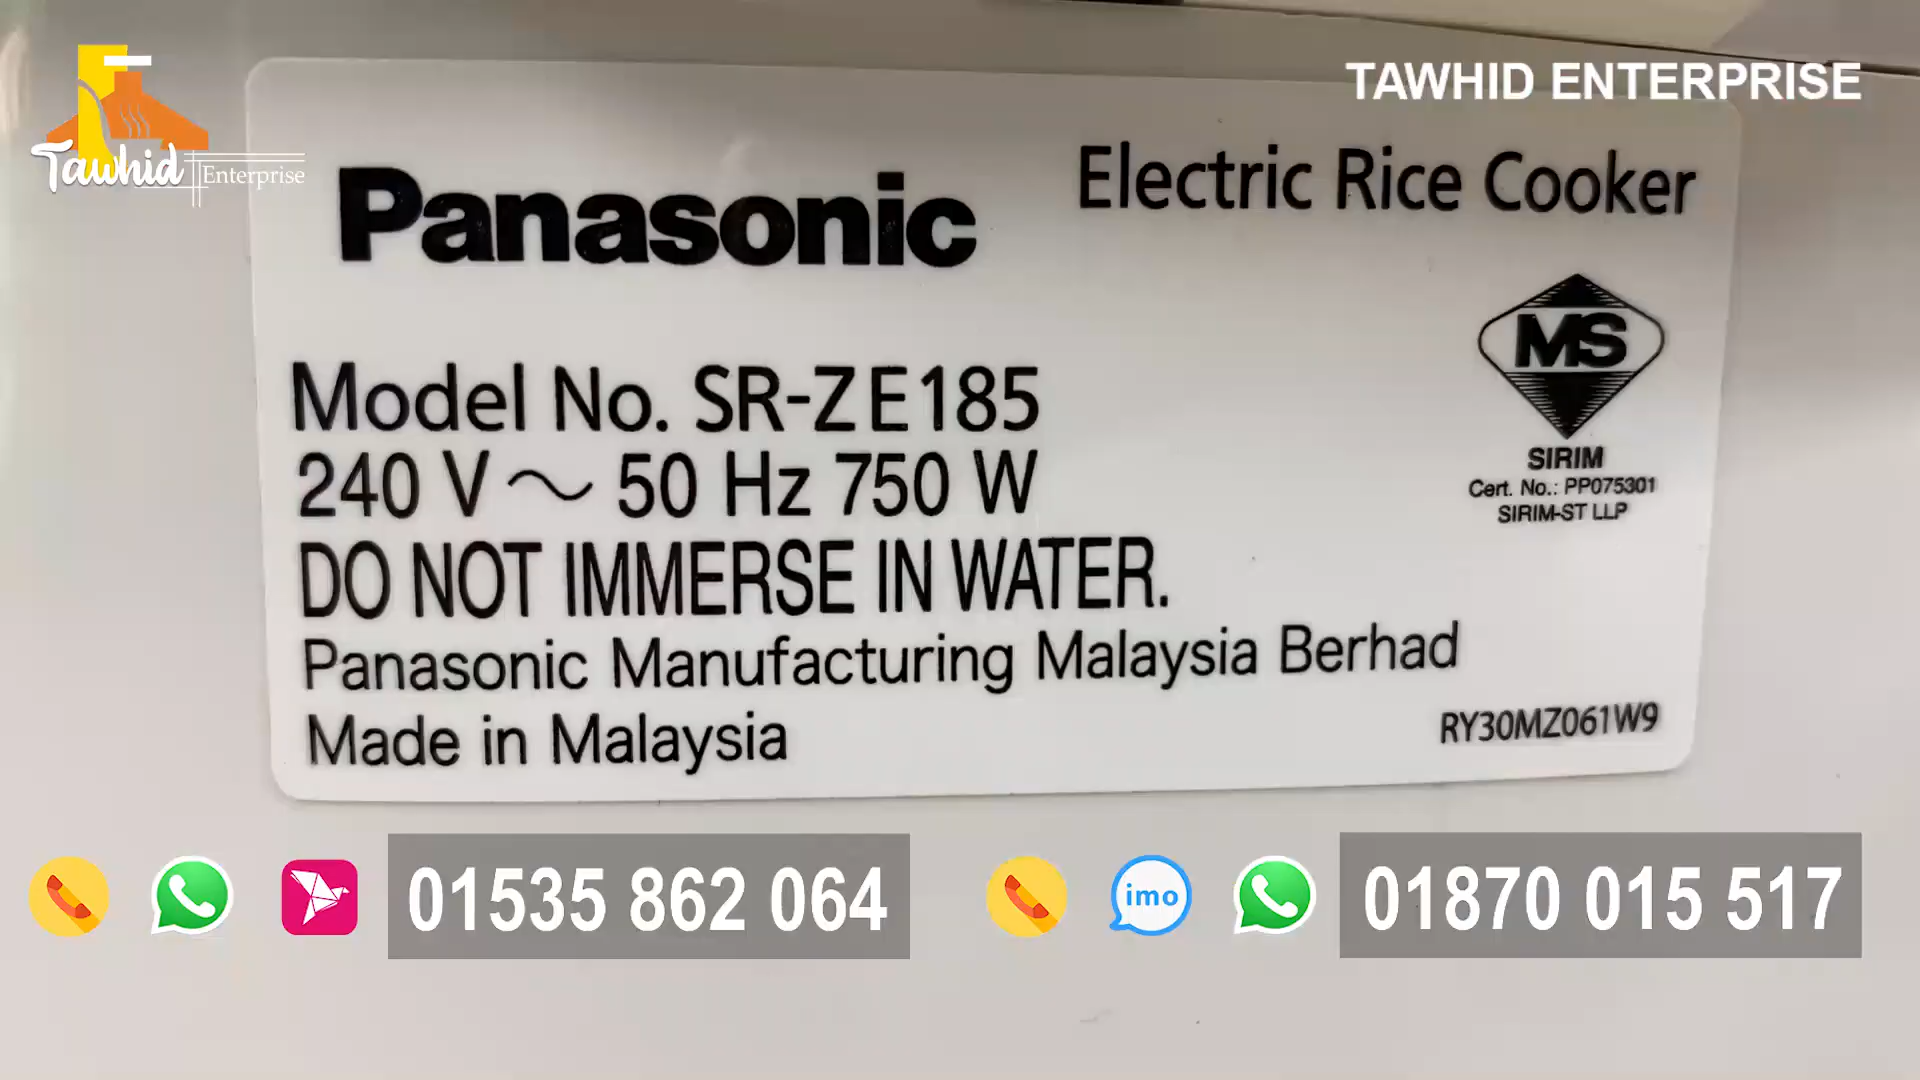 Tawhid Enterprise
TAWHID ENTERPRISE
Panasonic
Electric Rice Cooker
MS
SIRIM
Cert. No.: PP075301
SIRIM-ST LLP
Model No. SR-ZE185
240 V ~ 50 Hz 750 W
DO NOT IMMERSE IN WATER.
Panasonic Manufacturing Malaysia Berhad
Made in Malaysia
RY30MZ061W9
01535 862 064
imo
01870 015 517